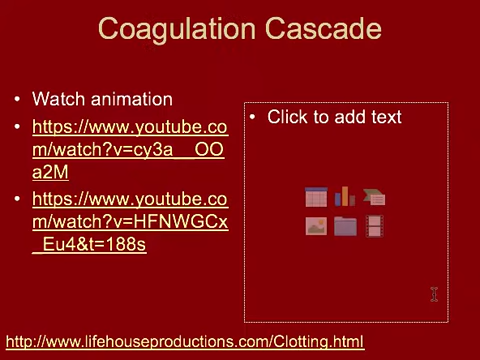 Coagulation Cascade
• Watch animation
• https://www.youtube.co
m/watch?v=cy3a__OO
a2M
• https://www.youtube.co
m/watch?v=HFNWGCx
_Eu4&t=188s
• Click to add text
http://www.lifehouseproductions.com/Clotting.html